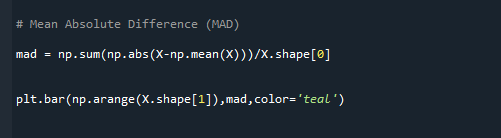 # Mean Absolute Difference (MAD)
mad = np.sum(np.abs(X-np.mean(X)))/X.shape[0]
plt.bar(np.arange(X.shape[1]),mad,color='teal')